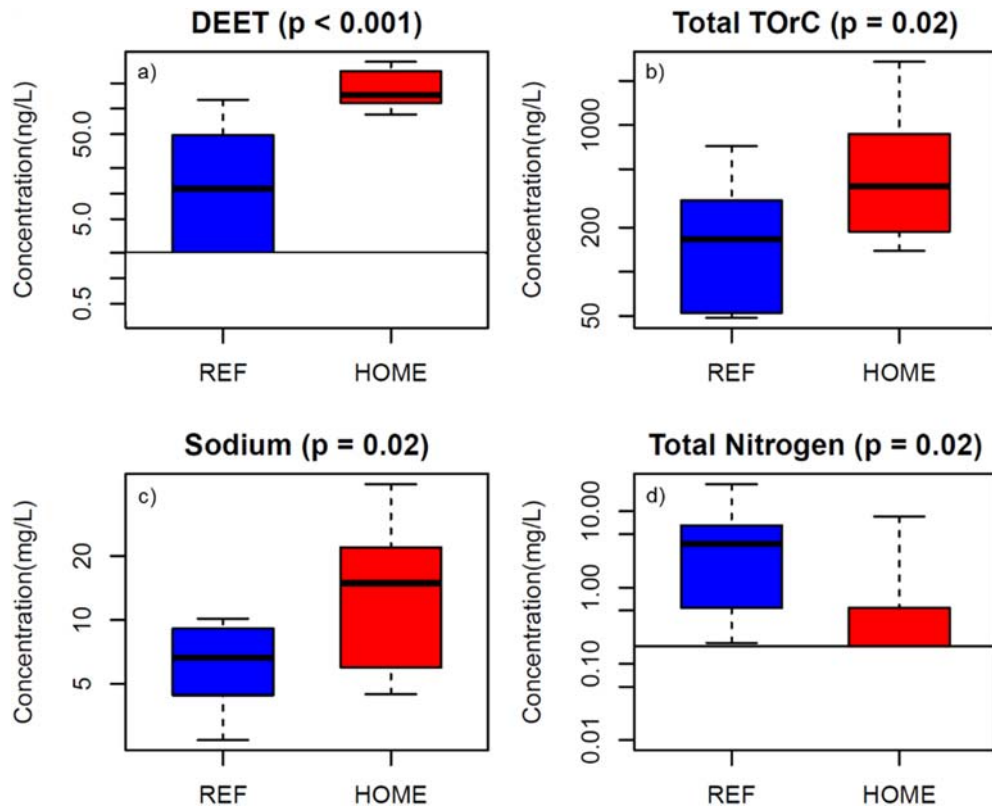 DEET (p < 0.001)
a)
Concentration(ng/L)
50.0
5.0
0.5
REF HOME
Total TOrC (p = 0.02)
b)
Concentration(ng/L)
1000
200
50
REF HOME
Sodium (p = 0.02)
c)
Concentration(mg/L)
20
10
5
REF HOME
Total Nitrogen (p = 0.02)
d)
Concentration(mg/L)
10.00
1.00
0.10
0.01
REF HOME